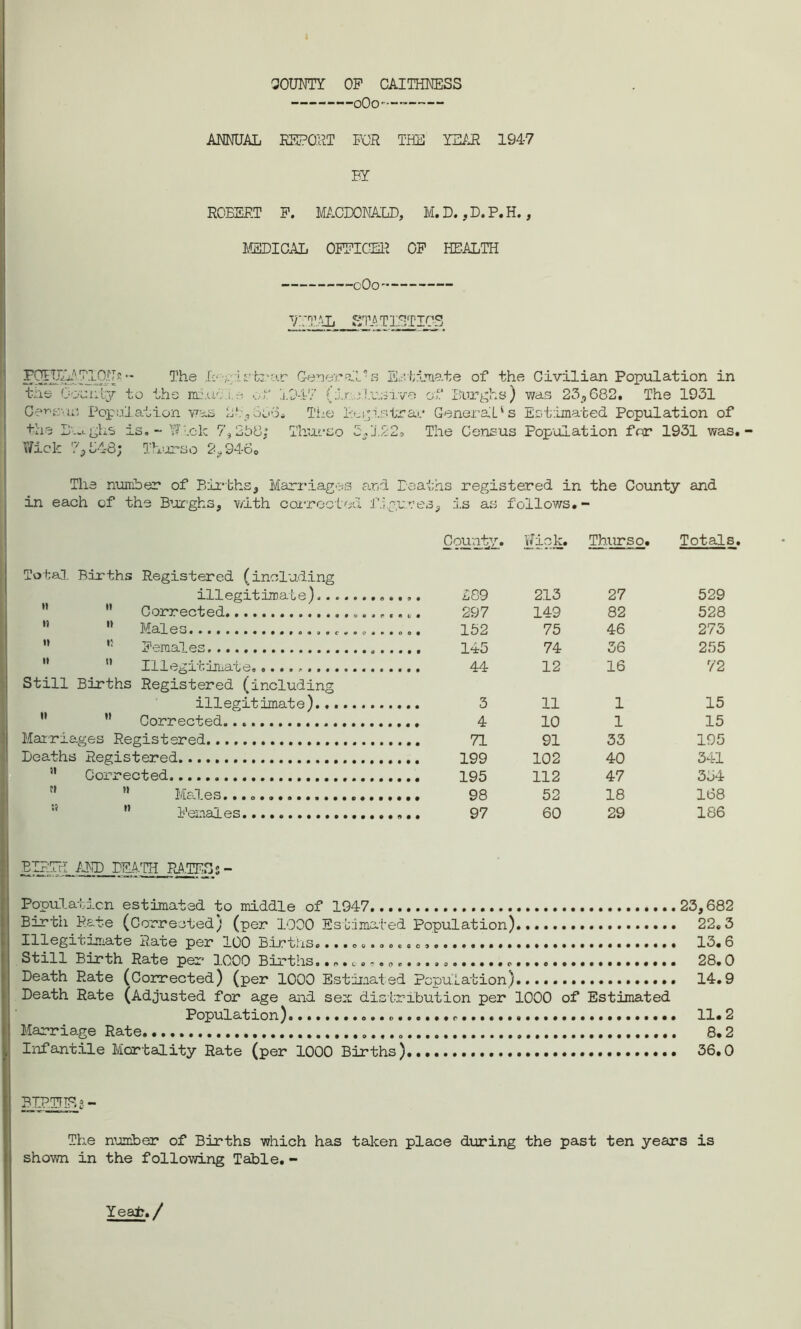 COUNTY OF CAITHNESS
-------oOo--------
ANNUAL REPORT FOR THE YEAR 1947
BY
ROBERT F. MACDONALD, M.D.,D.P.H.,
MEDICAL OFFICER OF HEALTH
---------oOo---------
VITAL STATISTICS
POPULATION:- The Registrar General's Estimate of the Civilian Population in
the County to the middle of 1947 (inclusive of Burghs) was 23,682. The 1931
Census Population was The Registrar General's Estimated Population of
the Burghs is.- Wick 7,258; Thurso 3,122. The Census Population for 1931 was.-
Wick 7,548; Thurso 2,946.
The number of Births, Marriages and Deaths registered in the County and
in each of the Burghs, with corrected figures, is as follows.-
County. Wick. Thurso. Totals.
Total Births Registered (including
illegitimate)............ 289 213 27 529
" " Corrected...................... 297 149 82 528
" " Males.......................... 152 75 46 273
" " Females........................ 145 74 36 255
" " Illegitimate................... 44 12 16 72
Still Births Registered (including
illegitimate)............ 3 11 1 15
" " Corrected...................... 4 10 1 15
Marriages Registered........................ 71 91 33 195
Deaths Registered........................... 199 102 40 341
" Corrected............................ 195 112 47 354
" " Males...................... 98 52 18 168
" " Females.................... 97 60 29 186
BIRTH AND DEATH RATES:-
Population estimated to middle of 1947..................................23,682
Birth Rate (Corrected) (per 1000 Estimated Population).................. 22.3
Illegitimate Rate per 100 Births........................................ 13.6
Still Birth Rate per 1000 Births........................................ 28.0
Death Rate (Corrected) (per 1000 Estimated Population).................. 14.9
Death Rate (Adjusted for age and sex distribution per 1000 of Estimated
Population)........................................... 11.2
Marriage Rate........................................................... 8.2
Infantile Mortality Rate (per 1000 Births).............................. 36.0
BIRTHS:-
The number of Births which has taken place during the past ten years is
shown in the following Table.-
Year./